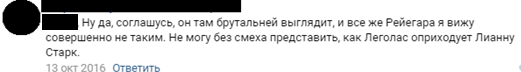 Ну да, соглашусь, он там брутальней выглядит, и все же Рейегара я вижу
совершенно не таким. Не могу без смеха представить, как Леголас оприходует Лианну
Старк.
13 окт 2016 Ответить